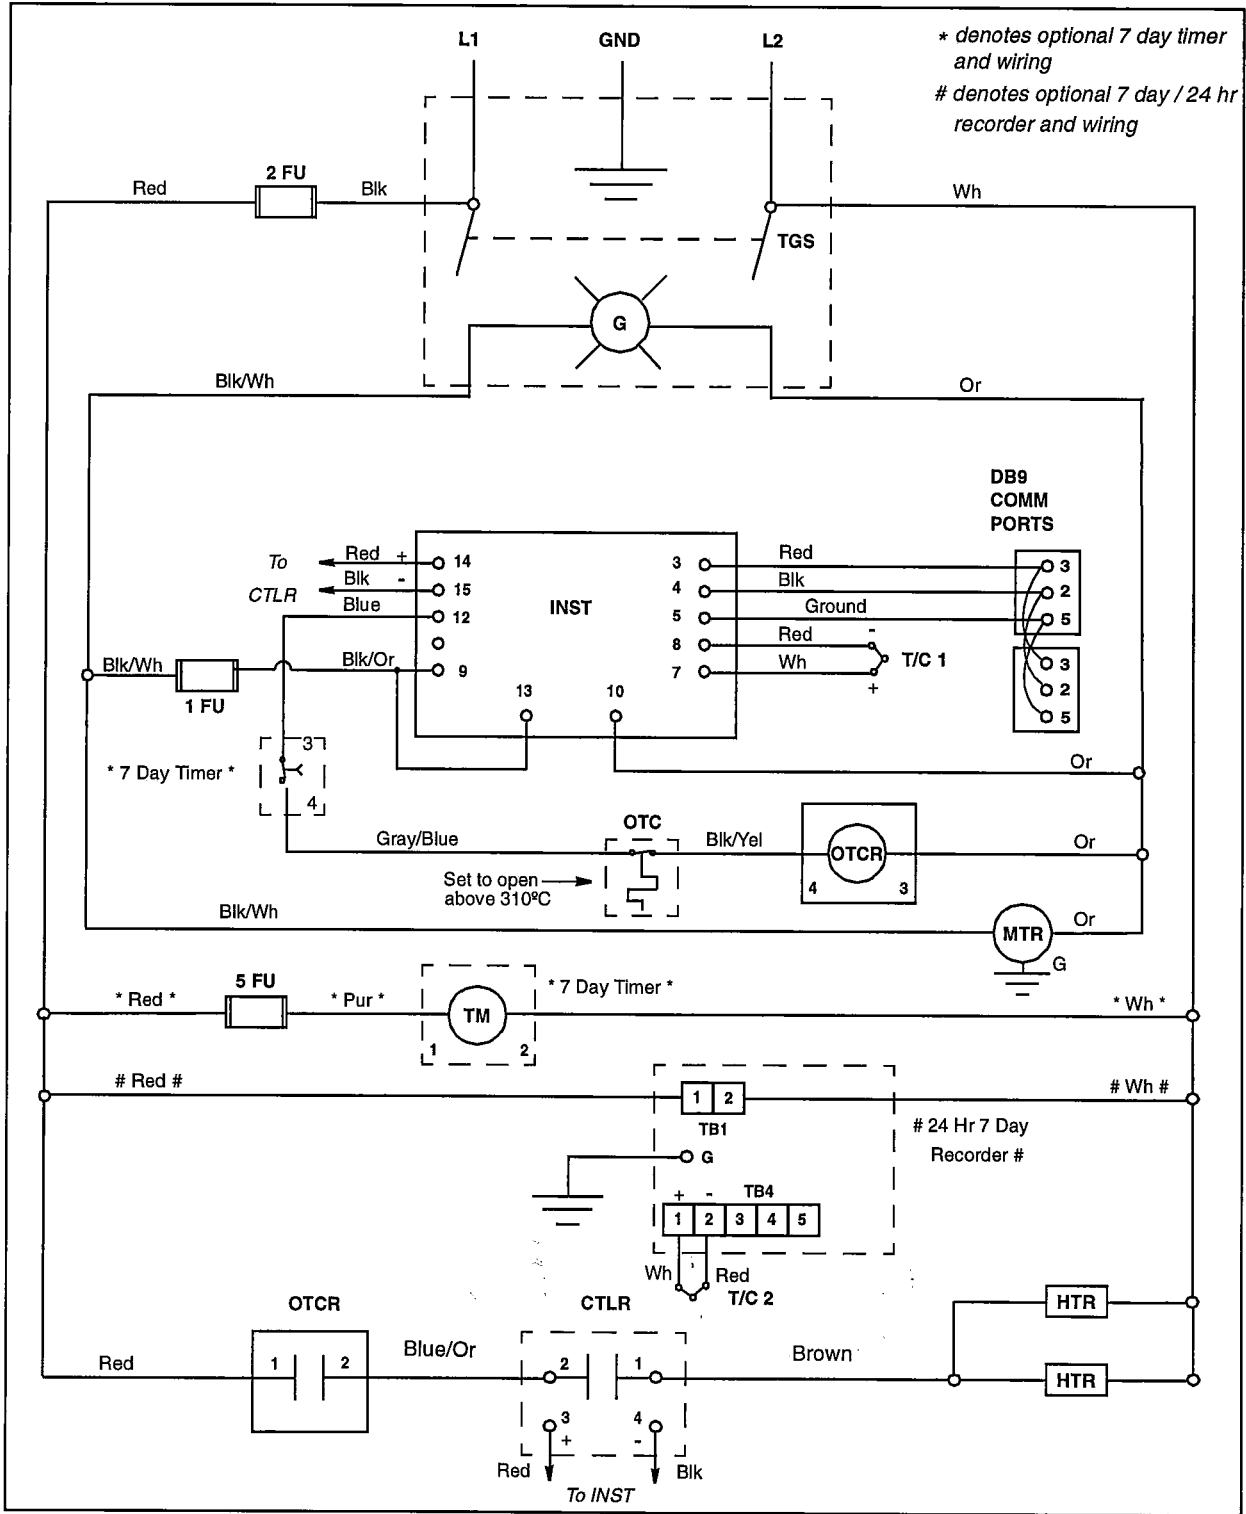 L1 GND L2
* denotes optional 7 day timer
and wiring
# denotes optional 7 day / 24 hr
recorder and wiring
2 FU
Red Blk Wh
TGS
G
Blk/Wh Or
DB9
COMM
PORTS
To Red + 14 3 Red 3
CTLR Blk - 15 INST 4 Blk 2
Blue 12 5 Ground 5
8 Red - T/C 1
Blk/Wh Blk/Or 9 7 Wh + 3
1 FU 13 10 2
5
* 7 Day Timer * 3 Or
4
OTC
Gray/Blue Blk/Yel OTCR Or
Set to open
above 310ºC
4 3
Blk/Wh MTR Or
G
5 FU
* Red * * Pur * TM * 7 Day Timer * * Wh *
1 2
# Red # 1 2 # Wh #
TB1
# 24 Hr 7 Day
Recorder #
G
+ - TB4
1 2 3 4 5
Wh Red
T/C 2
OTCR CTLR HTR
Red 1 2 Blue/Or 2 1 Brown HTR
3 4
+ -
Red Blk
To INST